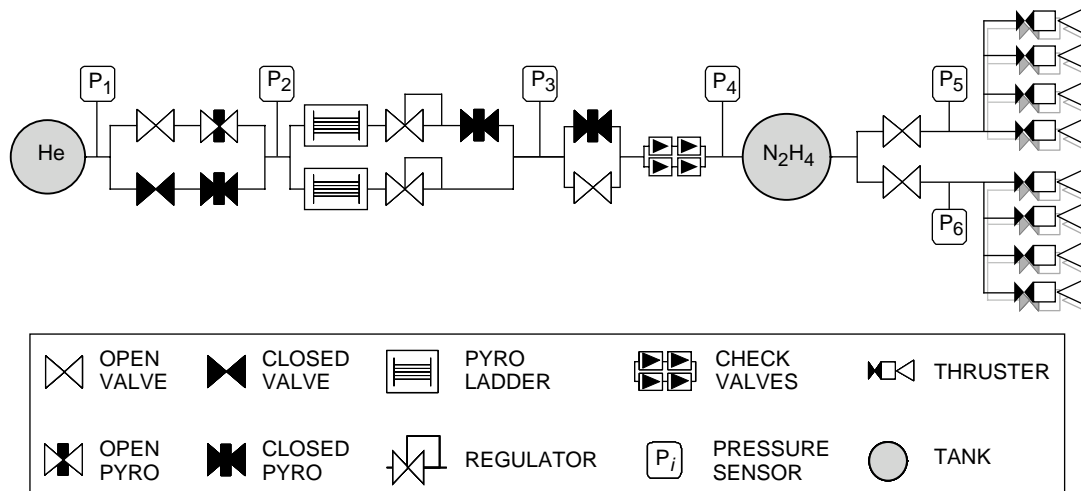 P1
P2
P3
P4
P5
He
N2H4
P6
OPEN VALVE
CLOSED VALVE
PYRO LADDER
CHECK VALVES
THRUSTER
OPEN PYRO
CLOSED PYRO
REGULATOR
Pi
PRESSURE SENSOR
TANK